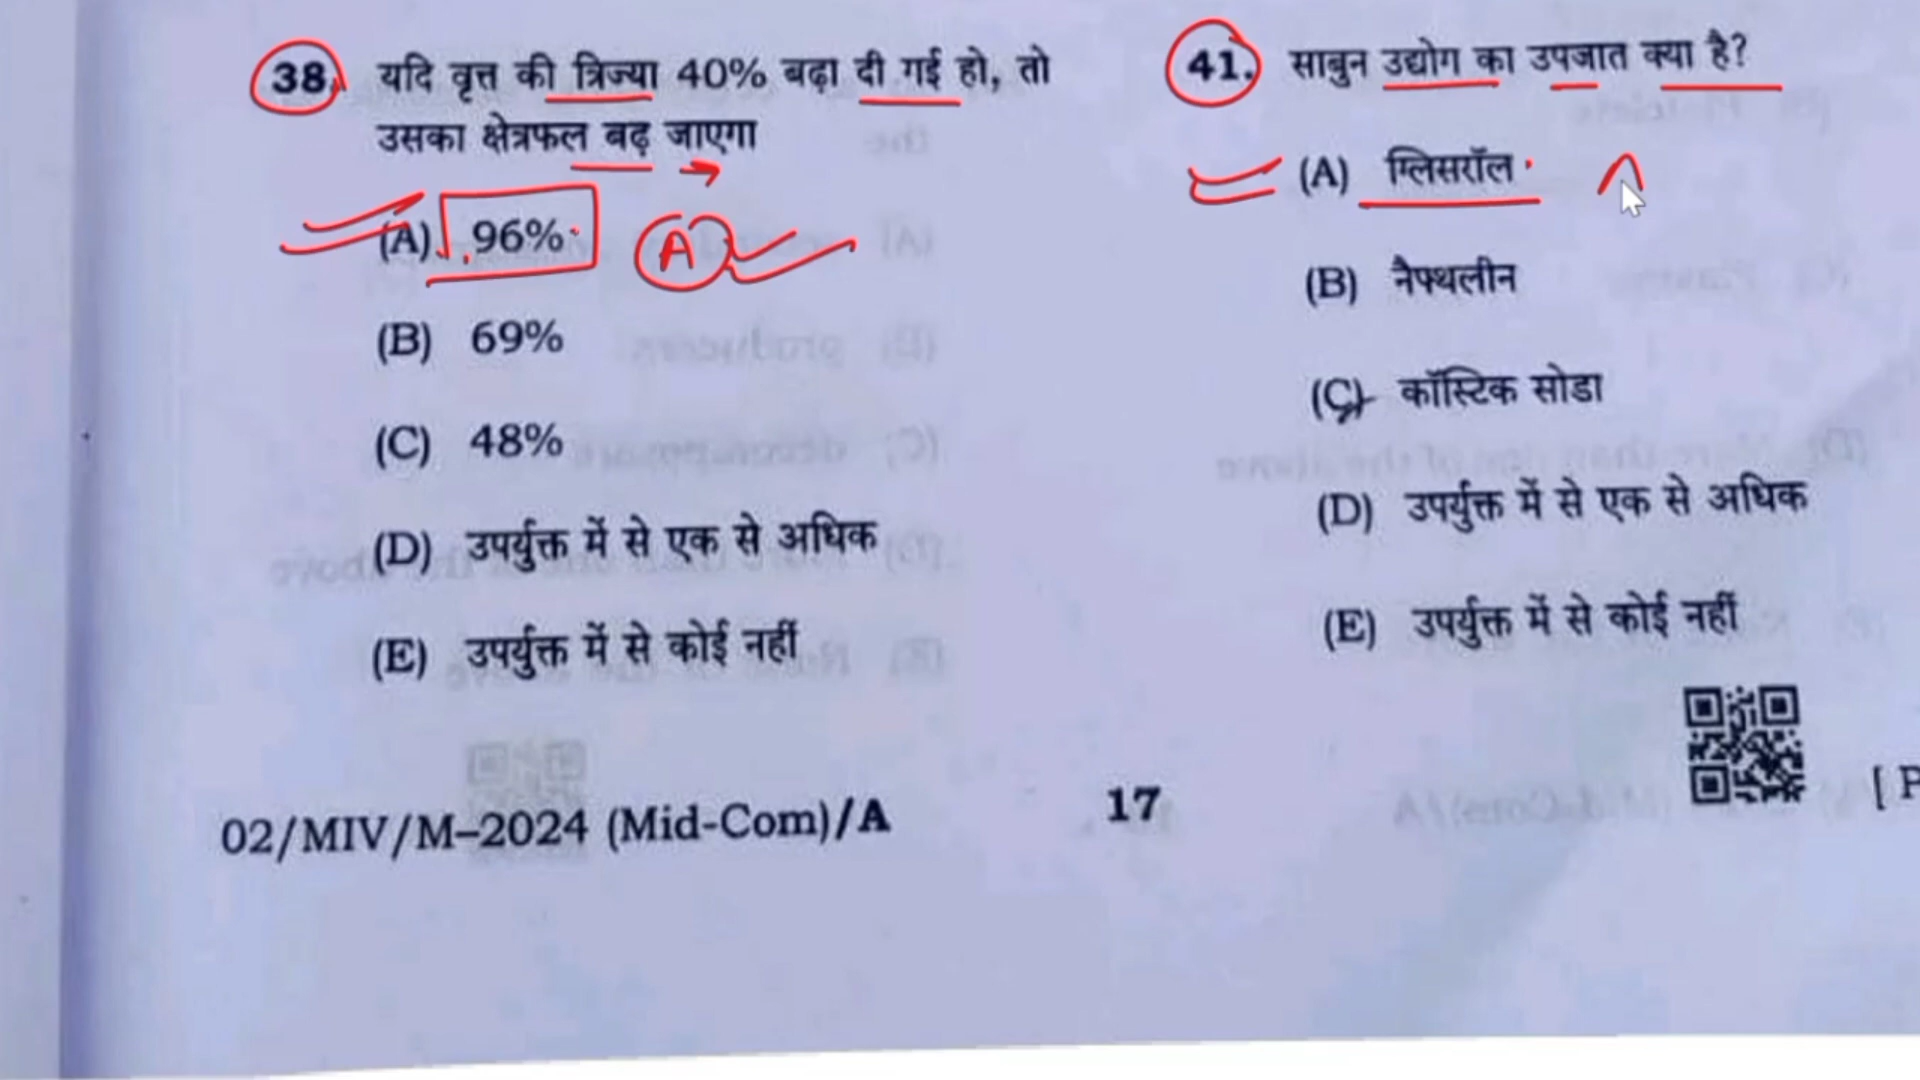 38. यदि वृत्त की त्रिज्या 40% बढ़ा दी गई हो, तो
उसका क्षेत्रफल बढ़ जाएगा
(A) 96% A
(B) 69%
(C) 48%
(D) उपर्युक्त में से एक से अधिक
(E) उपर्युक्त में से कोई नहीं
41. साबुन उद्योग का उपजात क्या है?
(A) ग्लिसरॉल
(B) नैफ्थलीन
(C) कॉस्टिक सोडा
(D) उपर्युक्त में से एक से अधिक
(E) उपर्युक्त में से कोई नहीं
02/MIV/M–2024 (Mid-Com)/A 17 [ P